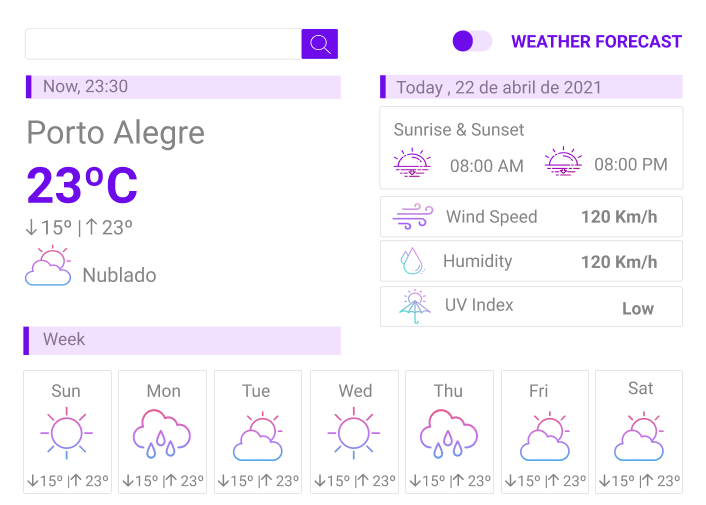 WEATHER FORECAST
Now, 23:30
Porto Alegre
23ºC
↓15º |↑ 23º
Nublado
Today , 22 de abril de 2021
Sunrise & Sunset
08:00 AM 08:00 PM
Wind Speed 120 Km/h
Humidity 120 Km/h
UV Index Low
Week
Sun Mon Tue Wed Thu Fri Sat
↓15º |↑ 23º ↓15º |↑ 23º ↓15º |↑ 23º ↓15º |↑ 23º ↓15º |↑ 23º ↓15º |↑ 23º ↓15º |↑ 23º